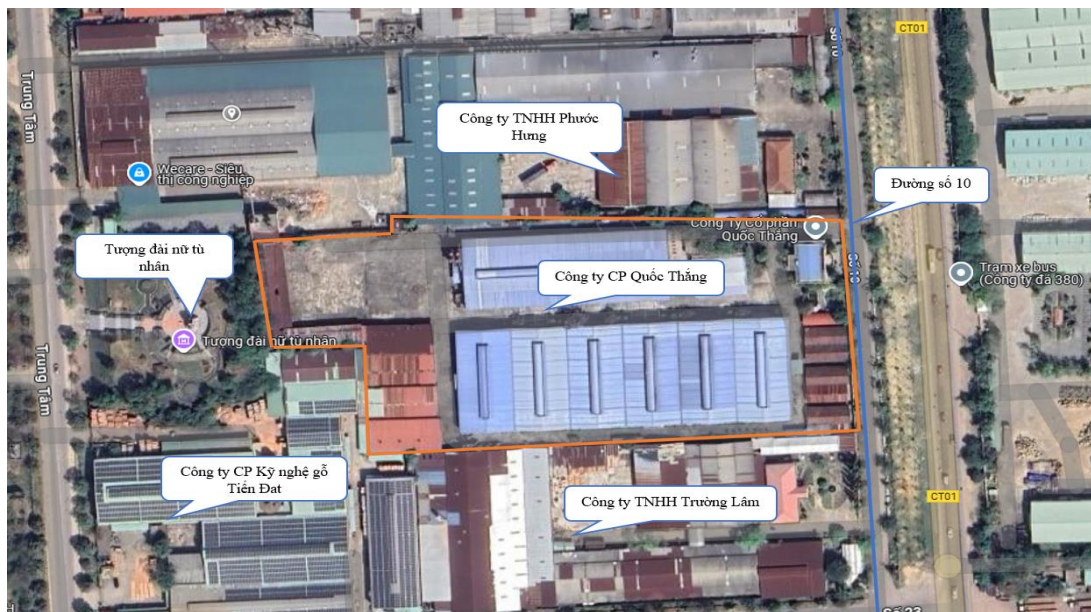 CT01
Số 10
Trung Tâm
Công ty TNHH Phước
Hưng
Wecare - Siêu
thị công nghiệp
Đường số 10
Công Ty Cổ phần
Quốc Thắng
Tượng đài nữ tù
nhân
Công ty CP Quốc Thắng
Số 10
Trạm xe bus
(Công ty đá 380)
Tượng đài nữ tù nhân
Trung Tâm
Công ty CP Kỹ nghệ gỗ
Tiến Đat
Công ty TNHH Trường Lâm
CT01
Số 23